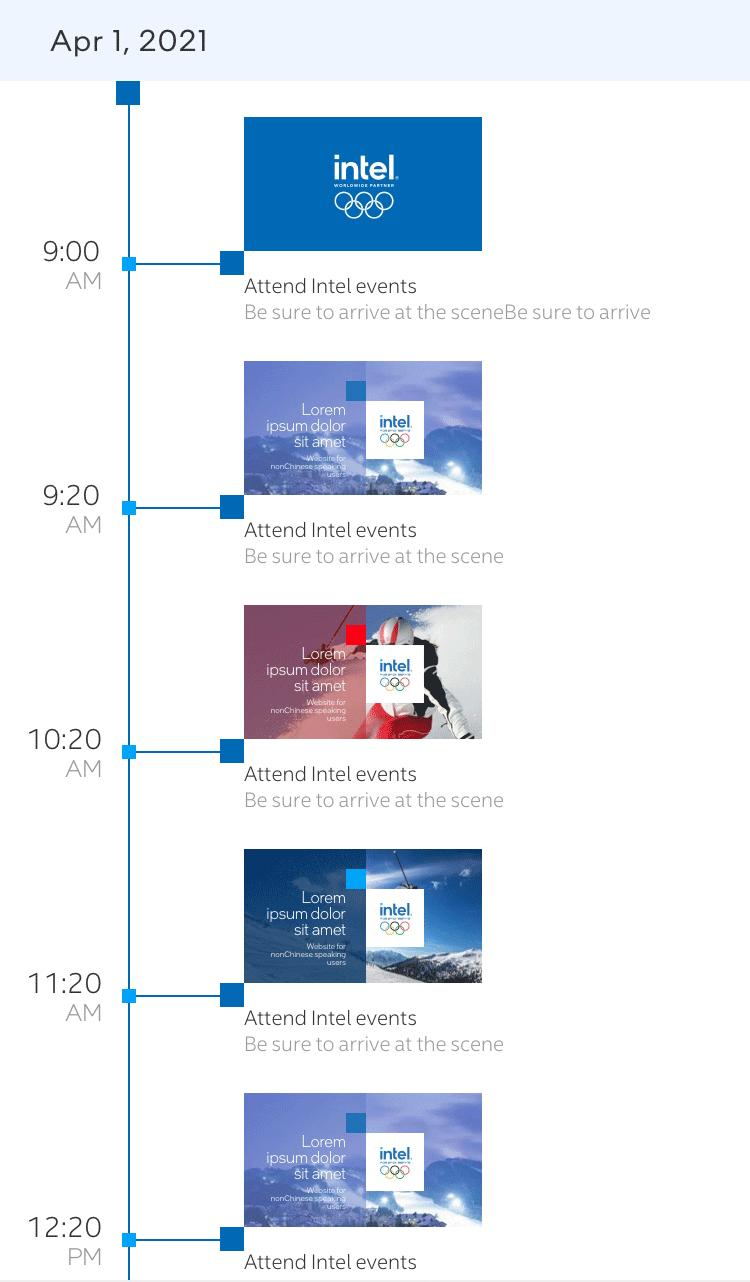 Apr 1, 2021
intel
WORLDWIDE PARTNER
9:00
AM
Attend Intel events
Be sure to arrive at the sceneBe sure to arrive
Lorem
ipsum dolor
sit amet
Website for
nonChinese speaking
users
intel
9:20
AM
Attend Intel events
Be sure to arrive at the scene
Lorem
ipsum dolor
sit amet
Website for
nonChinese speaking
users
intel
10:20
AM
Attend Intel events
Be sure to arrive at the scene
Lorem
ipsum dolor
sit amet
Website for
nonChinese speaking
users
intel
11:20
AM
Attend Intel events
Be sure to arrive at the scene
Lorem
ipsum dolor
sit amet
Website for
nonChinese speaking
users
intel
12:20
PM
Attend Intel events